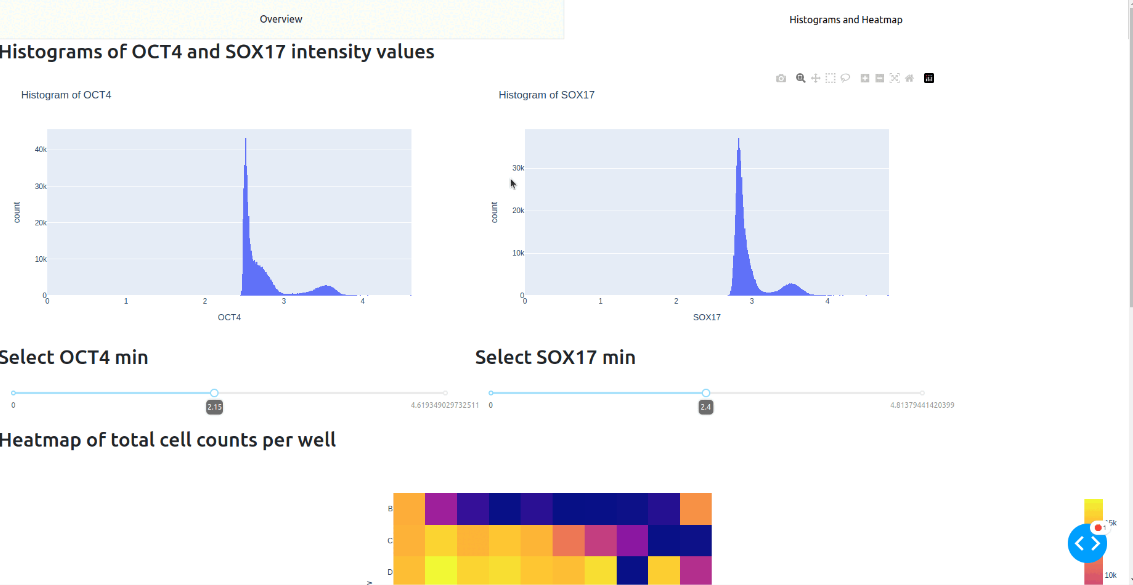 Overview
Histograms and Heatmap
Histograms of OCT4 and SOX17 intensity values
Histogram of OCT4
Histogram of SOX17
40k
30k
20k
10k
0
count
0 1 2 3 4
OCT4
30k
20k
10k
0
count
0 1 2 3 4
SOX17
Select OCT4 min
Select SOX17 min
0 2.15 4.619349029732511
0 2.4 4.81379441420399
Heatmap of total cell counts per well
B
C
D
15k
10k